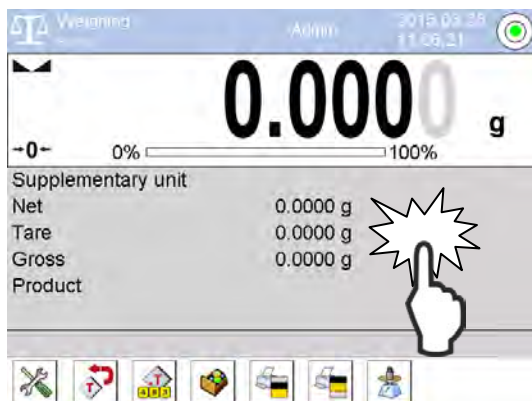 Weighing Admin 2015.03.25
11:05:21
0.0000 g
→0← 0% 100%
Supplementary unit
Net 0.0000 g
Tare 0.0000 g
Gross 0.0000 g
Product
T
T